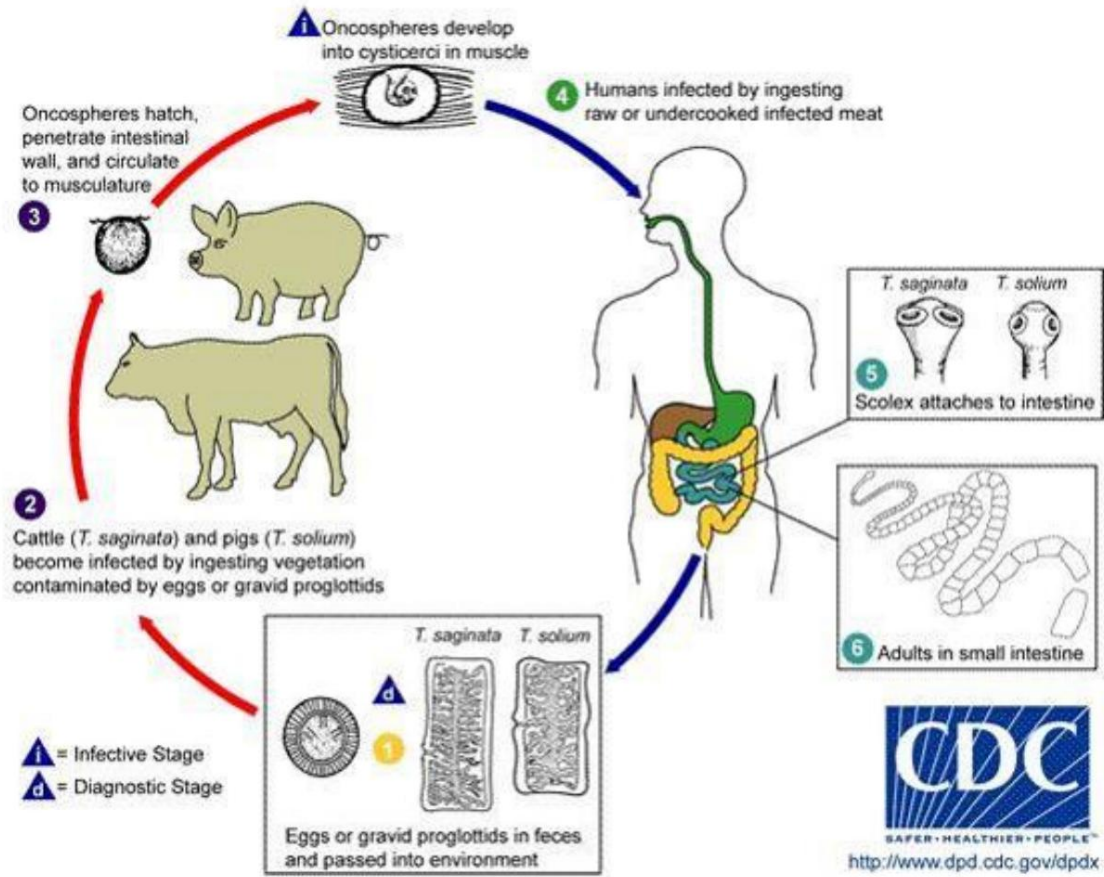 i
Oncospheres develop
into cysticerci in muscle
4
Humans infected by ingesting
raw or undercooked infected meat
Oncospheres hatch,
penetrate intestinal
wall, and circulate
to musculature
3
T. saginata T. solium
5
Scolex attaches to intestine
2
Cattle (T. saginata) and pigs (T. solium)
become infected by ingesting vegetation
contaminated by eggs or gravid proglottids
6 Adults in small intestine
T. saginata T. solium
d
1
Eggs or gravid proglottids in feces
and passed into environment
i = Infective Stage
d = Diagnostic Stage
CDC
SAFER·HEALTHIER·PEOPLE™
http://www.dpd.cdc.gov/dpdx